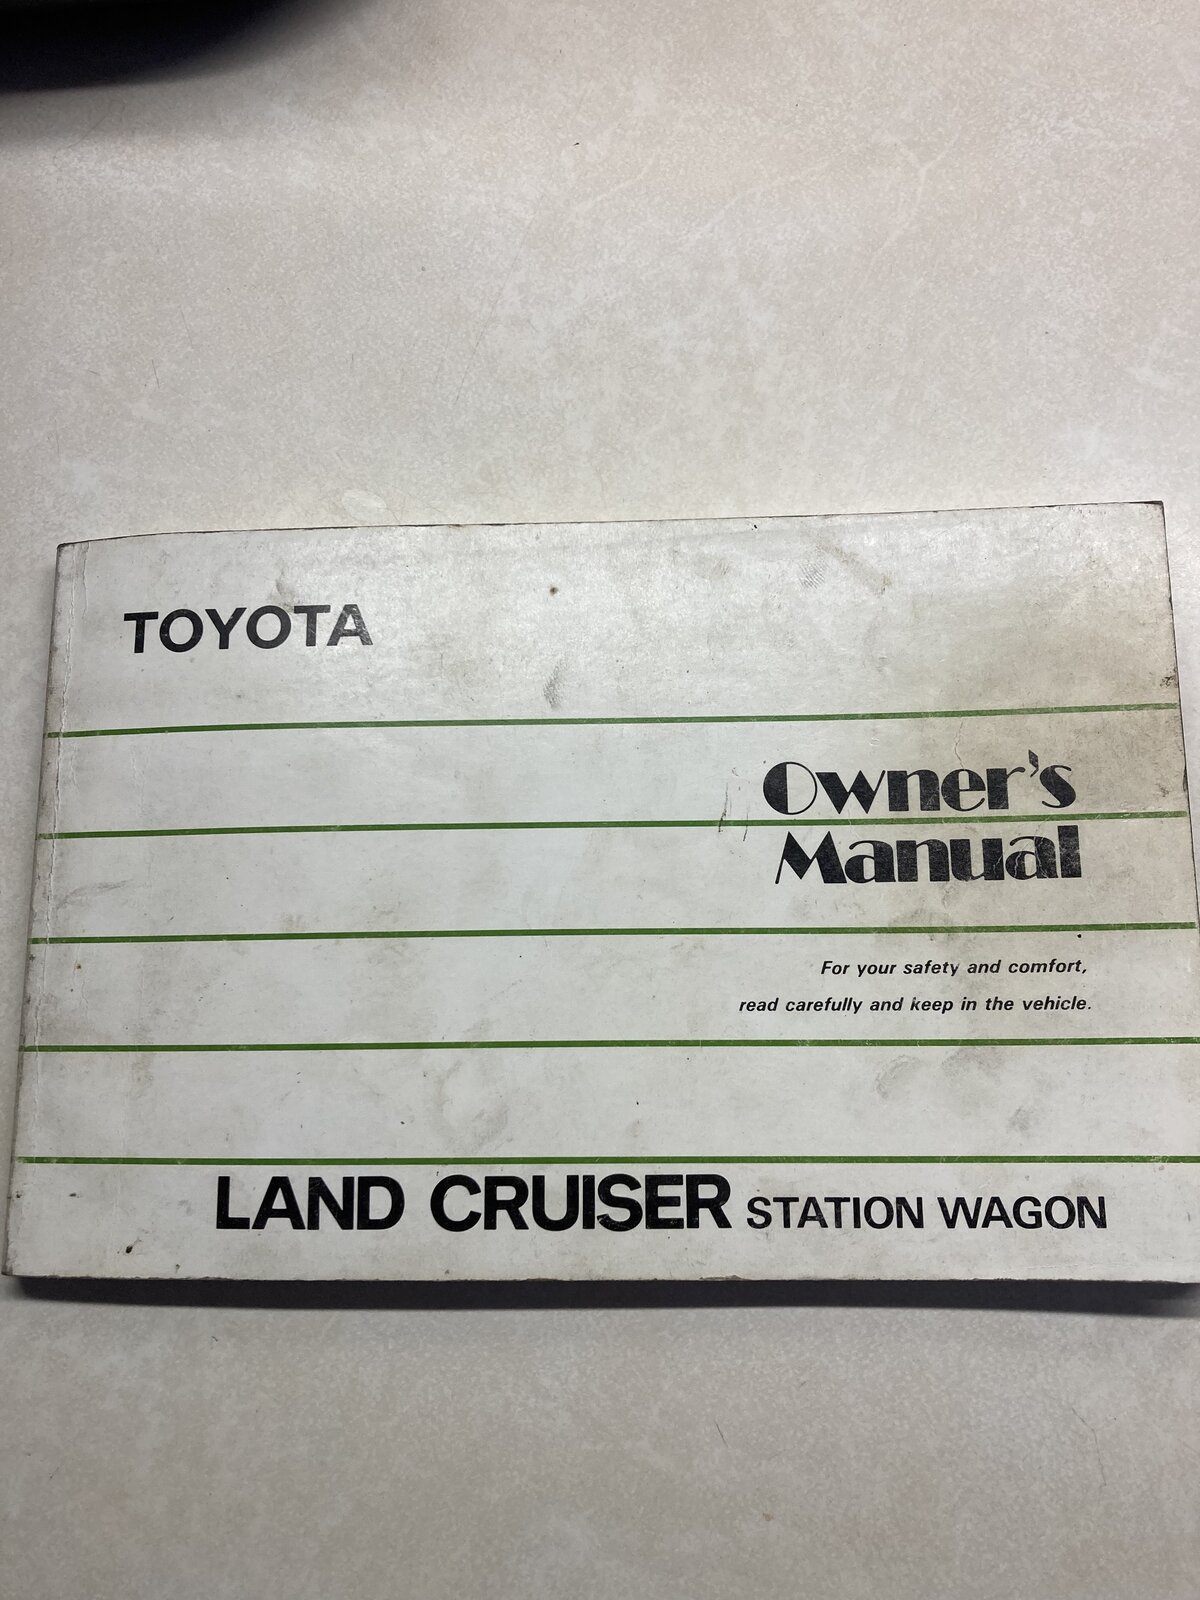 TOYOTA
Owner's
Manual
For your safety and comfort,
read carefully and keep in the vehicle.
LAND CRUISER STATION WAGON